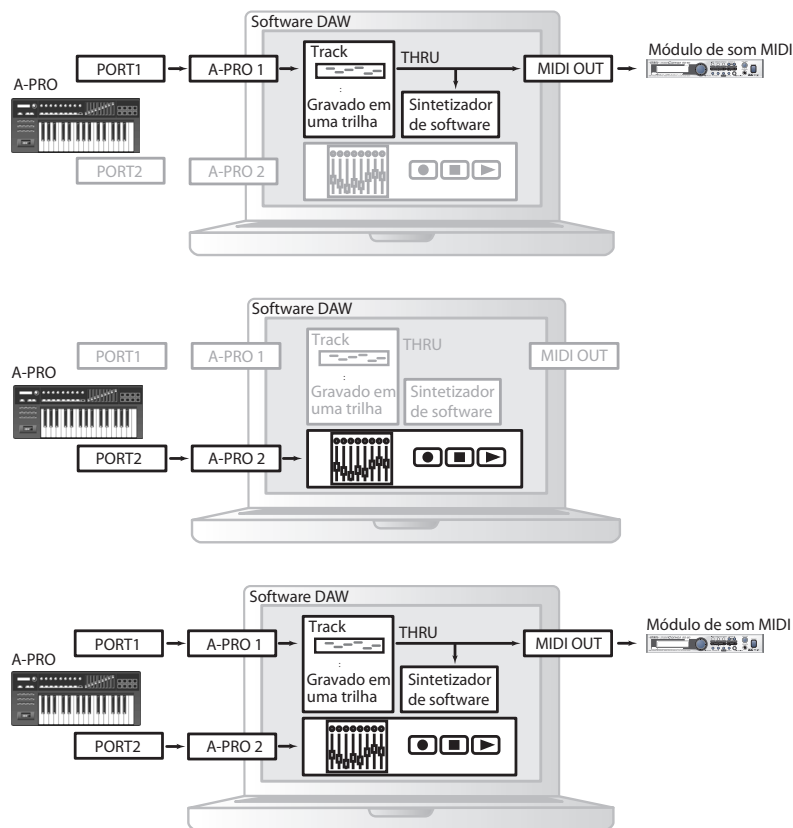 Software DAW
Track
THRU
Módulo de som MIDI
PORT1
A-PRO 1
MIDI OUT
A-PRO
:
Gravado em
uma trilha
Sintetizador
de software
PORT2
A-PRO 2
Software DAW
Track
THRU
PORT1
A-PRO 1
MIDI OUT
A-PRO
:
Gravado em
uma trilha
Sintetizador
de software
PORT2
A-PRO 2
Software DAW
Track
THRU
Módulo de som MIDI
PORT1
A-PRO 1
MIDI OUT
A-PRO
:
Gravado em
uma trilha
Sintetizador
de software
PORT2
A-PRO 2